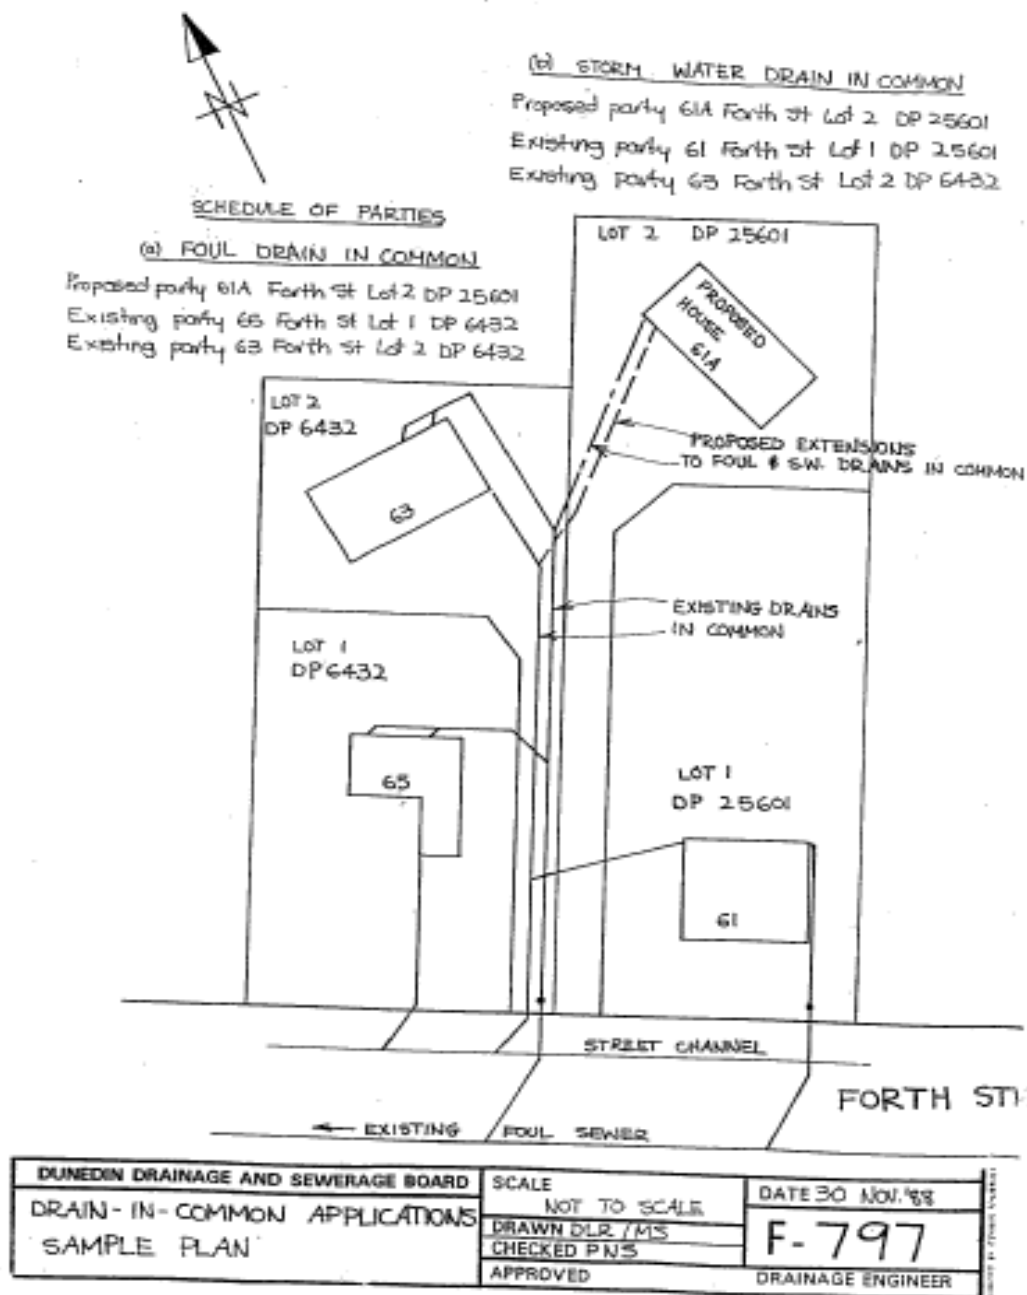 (b) STORM WATER DRAIN IN COMMON
Proposed party 61A Forth St Lot 2 DP 25601
Existing party 61 Forth St Lot 1 DP 25601
Existing party 63 Forth St Lot 2 DP 6432
SCHEDULE OF PARTIES
(a) FOUL DRAIN IN COMMON
Proposed party 61A Forth St Lot 2 DP 25601
Existing party 65 Forth St Lot 1 DP 6432
Existing party 63 Forth St Lot 2 DP 6432
LOT 2 DP 25601
PROPOSED
HOUSE
61A
LOT 2
DP 6432
PROPOSED EXTENSIONS
TO FOUL & S.W. DRAINS IN COMMON
63
EXISTING DRAINS
IN COMMON
LOT 1
DP 6432
65
LOT 1
DP 25601
61
STREET CHANNEL
FORTH ST
EXISTING FOUL SEWER
DUNEDIN DRAINAGE AND SEWERAGE BOARD
DRAIN-IN-COMMON APPLICATIONS
SAMPLE PLAN
SCALE
NOT TO SCALE
DRAWN DLR/MS
CHECKED PNS
APPROVED
DATE 30 NOV. '88
F-797
DRAINAGE ENGINEER